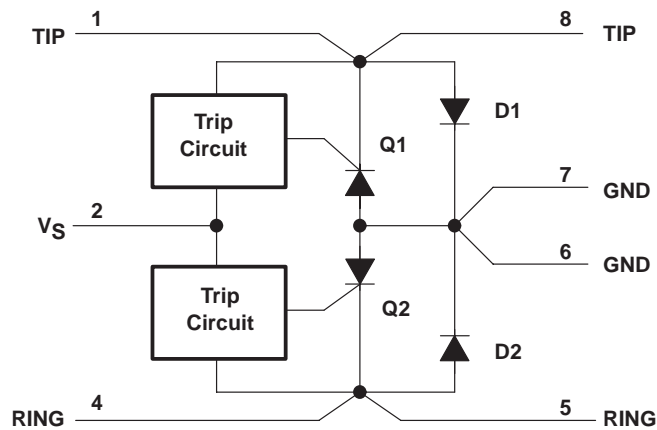 1
8
TIP
TIP
Trip
Circuit
D1
Q1
7
GND
2
VS
6
GND
Trip
Circuit
Q2
D2
4
5
RING
RING